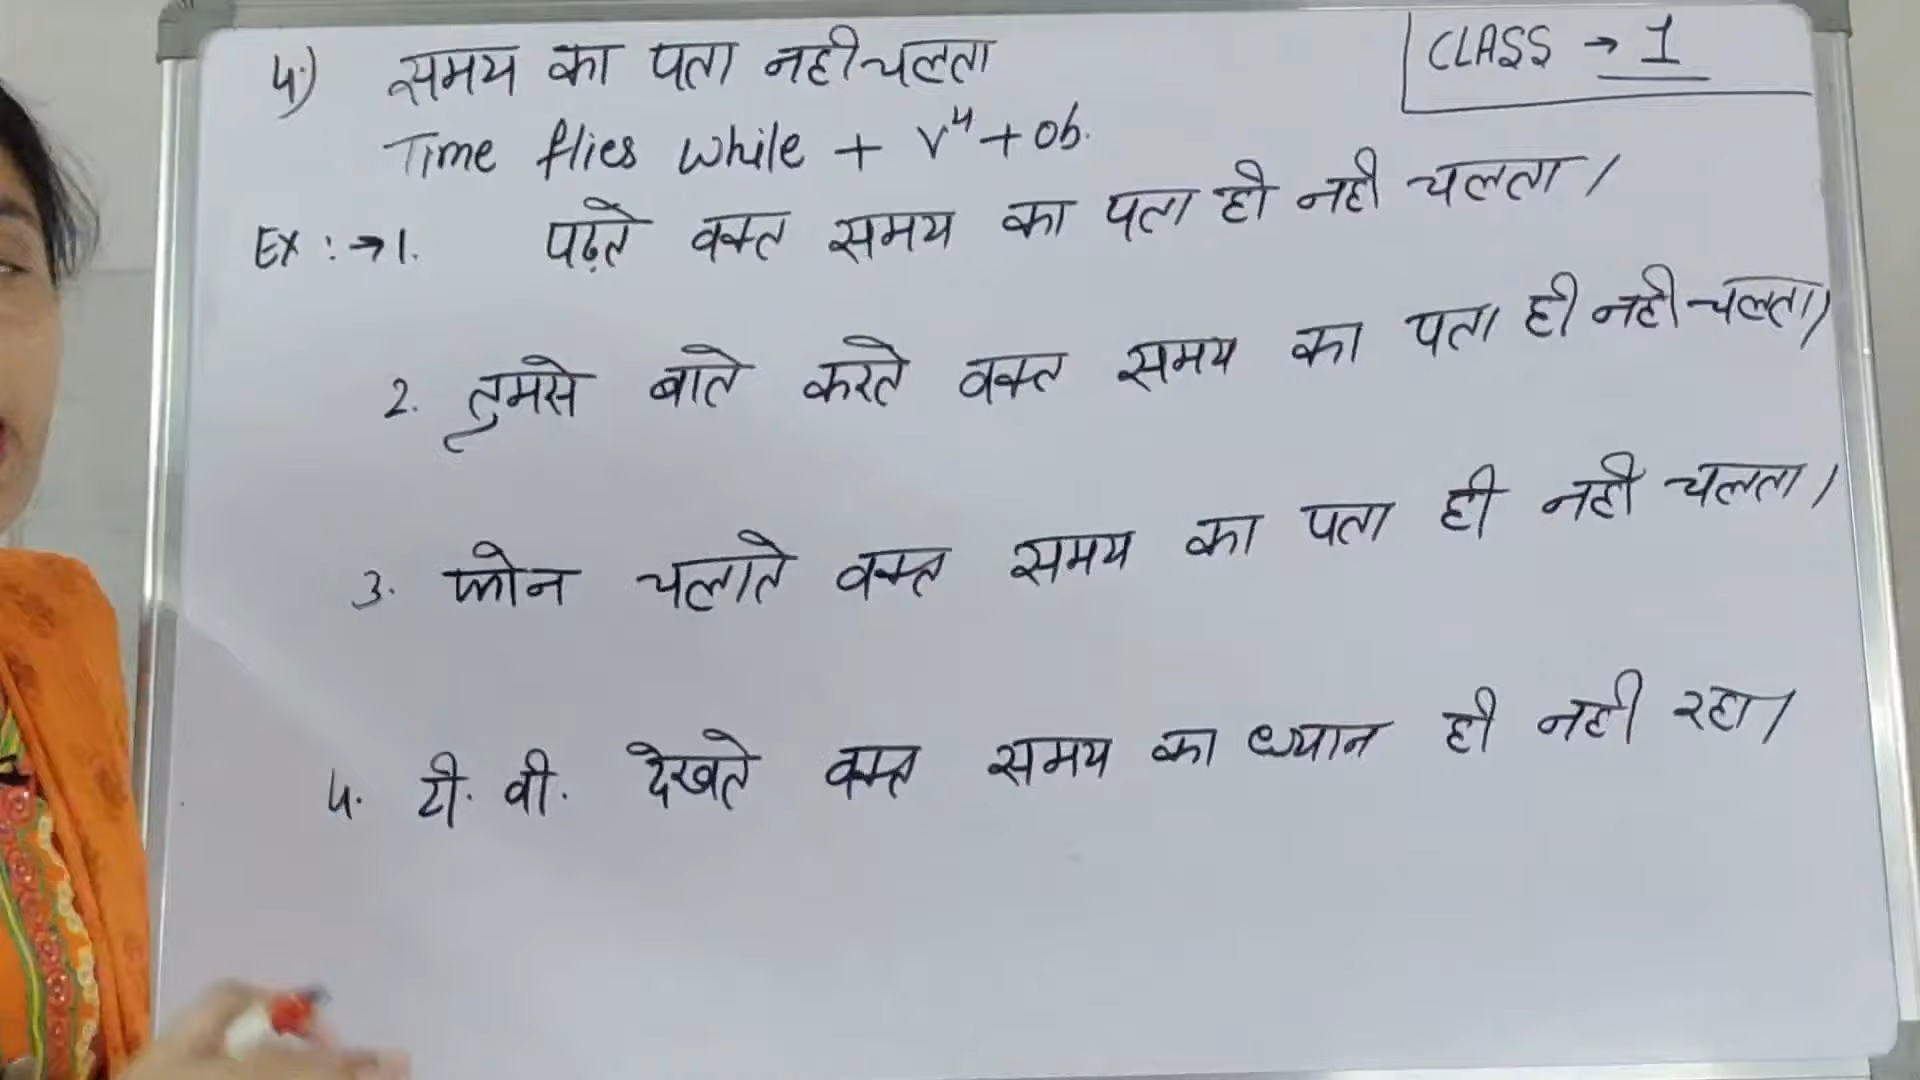 4.) समय का पता नही चलता
CLASS → 1
Time flies while + V⁴ + ob.
Ex : → 1. पढ़ते वक्त समय का पता ही नही चलता।
2. तुमसे बाते करते वक्त समय का पता ही नही चलता।
3. फोन चलाते वक्त समय का पता ही नही चलता।
4. टी. वी. देखते वक्त समय का ध्यान ही नही रहा।